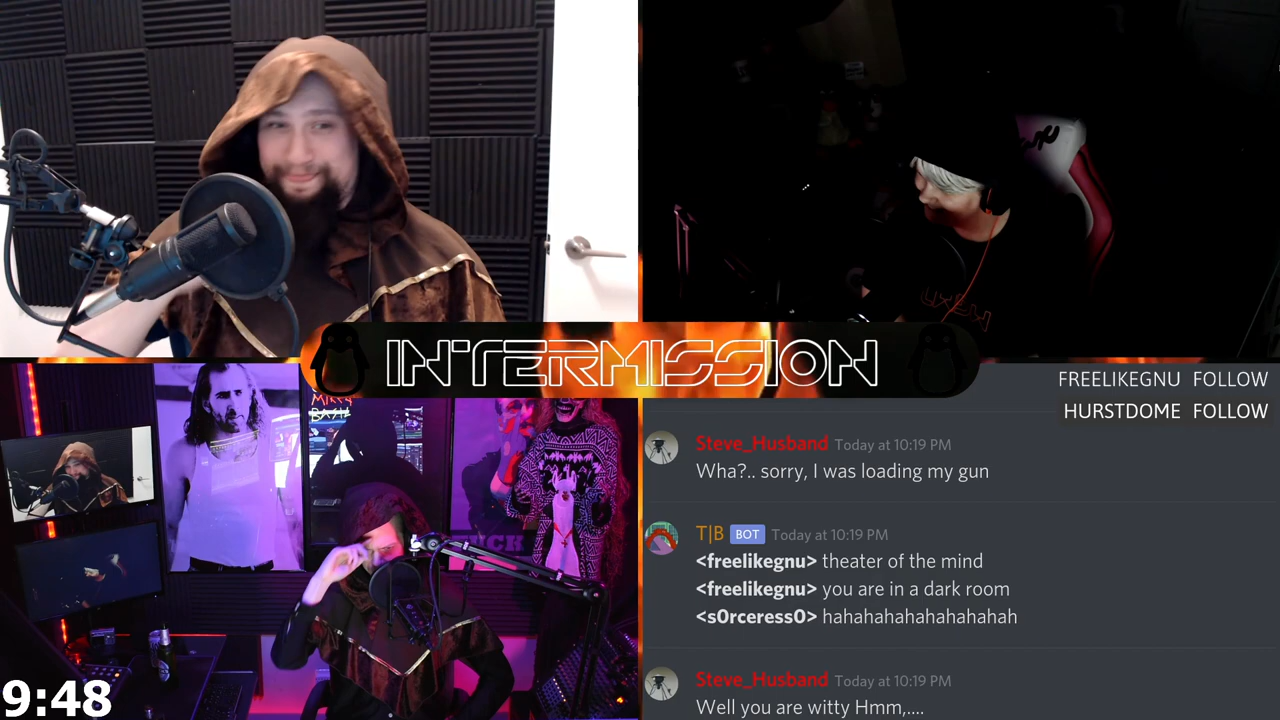 INTERMISSION
FREELIKEGNU FOLLOW
HURSTDOME FOLLOW
Steve_Husband Today at 10:19 PM
Wha?.. sorry, I was loading my gun
T|B BOT Today at 10:19 PM
<freelikegnu> theater of the mind
<freelikegnu> you are in a dark room
<s0rceress0> hahahahahahahahah
Steve_Husband Today at 10:19 PM
Well you are witty Hmm,....
9:48